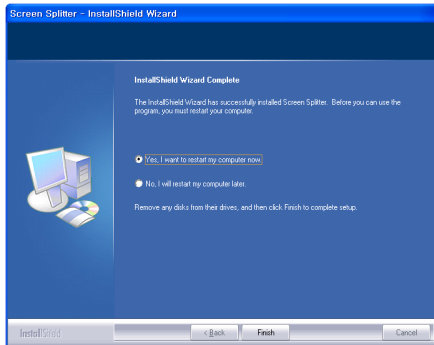 Screen Splitter - InstallShield Wizard
InstallShield Wizard Complete
The InstallShield Wizard has successfully installed Screen Splitter. Before you can use the
program, you must restart your computer.
Yes, I want to restart my computer now.
No, I will restart my computer later.
Remove any disks from their drives, and then click Finish to complete setup.
InstallShield
< Back
Finish
Cancel